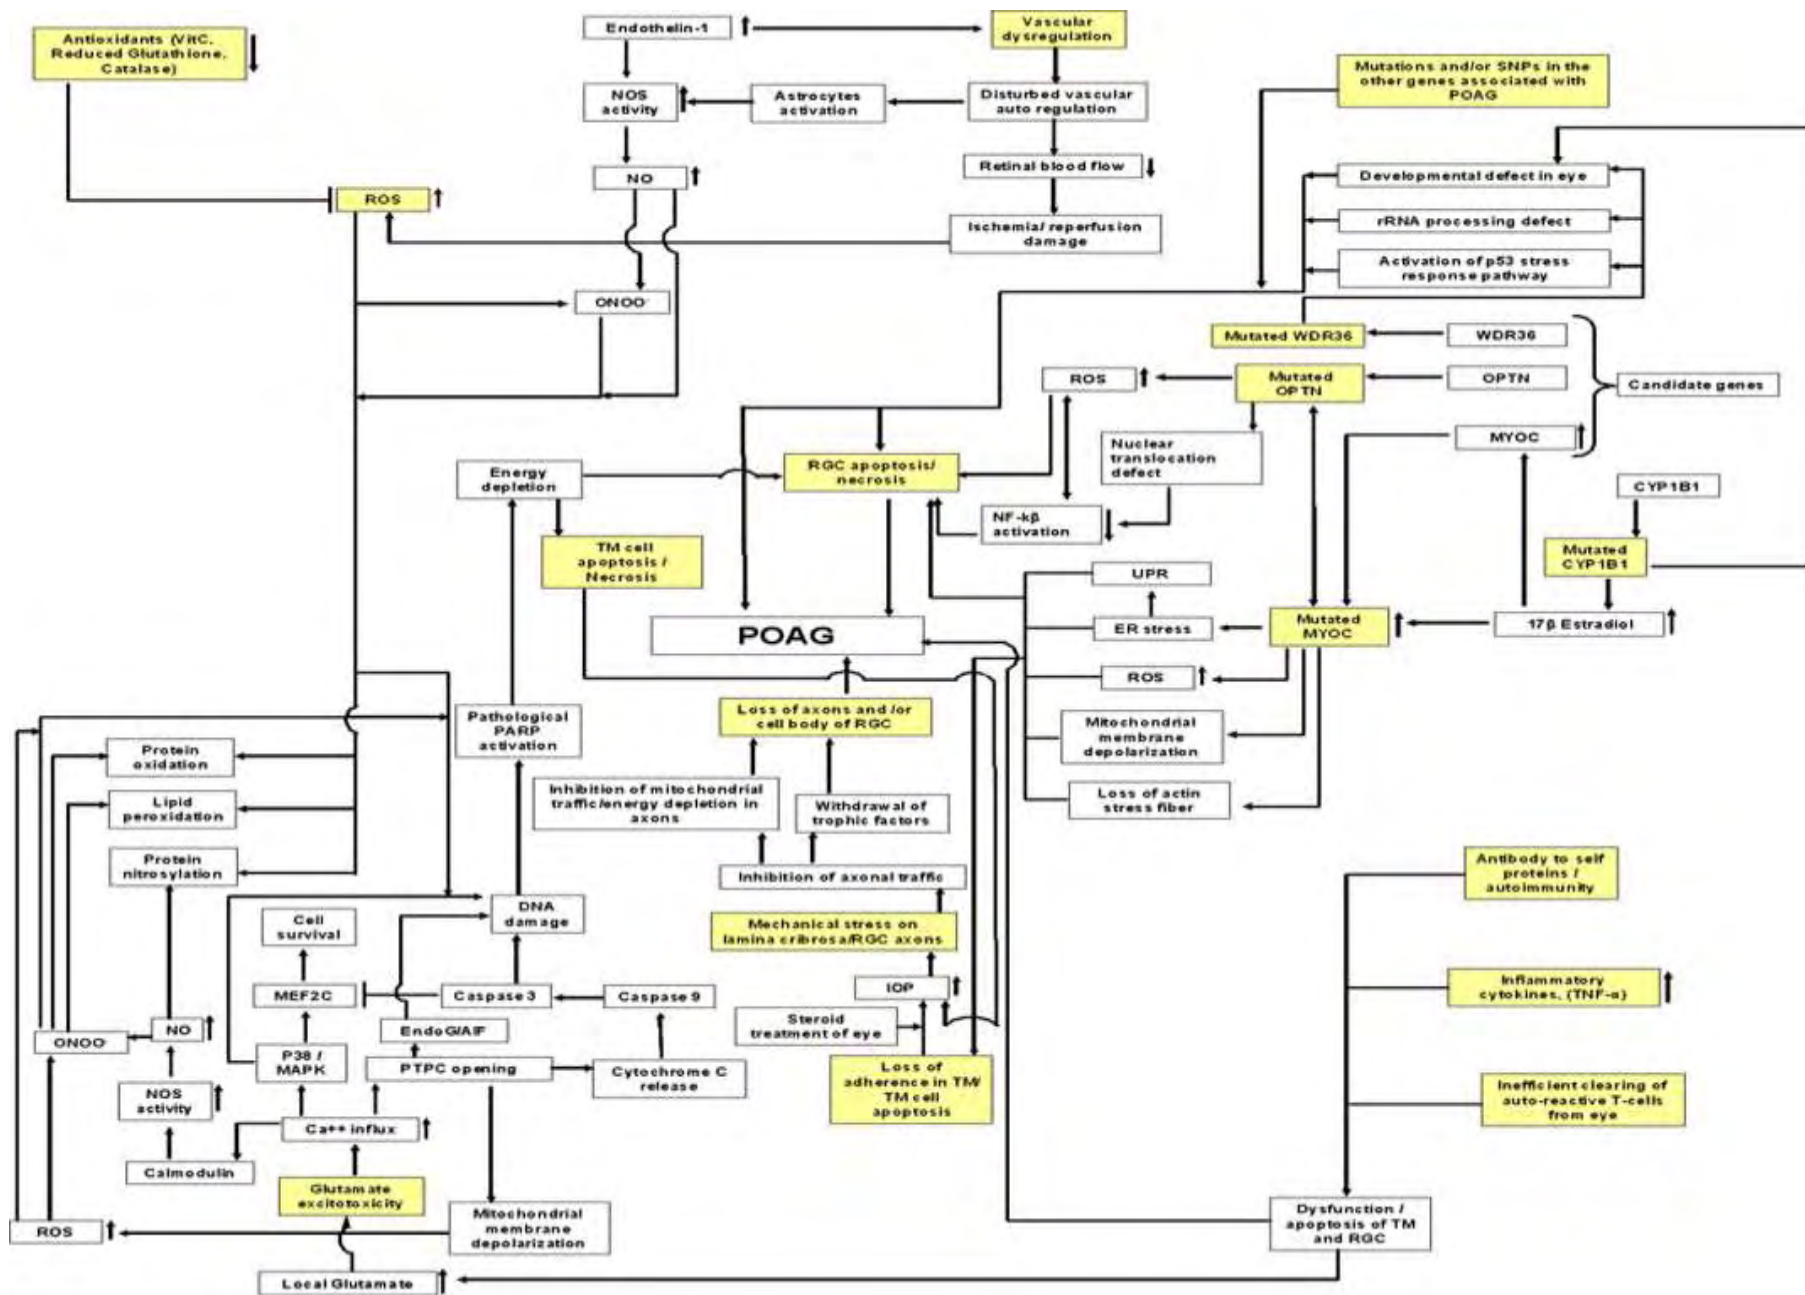 Antioxidants (VitC,
Reduced Glutathione,
Catalase)
Endothelin-1
Vascular
dysregulation
Mutations and/or SNPs in the
other genes associated with
POAG
NOS
activity
Astrocytes
activation
Disturbed vascular
auto regulation
Retinal blood flow
NO
ROS
Ischemia/ reperfusion
damage
Developmental defect in eye
rRNA processing defect
Activation of p53 stress
response pathway
ONOO-
Mutated WDR36
WDR36
ROS
Mutated
OPTN
OPTN
Candidate genes
MYOC
Nuclear
translocation
defect
Energy
depletion
RGC apoptosis/
necrosis
CYP1B1
NF-kβ
activation
TM cell
apoptosis /
Necrosis
Mutated
CYP1B1
UPR
POAG
ER stress
Mutated
MYOC
17β Estradiol
ROS
Pathological
PARP
activation
Loss of axons and /or
cell body of RGC
Mitochondrial
membrane
depolarization
Protein
oxidation
Lipid
peroxidation
Inhibition of mitochondrial
traffic/energy depletion in
axons
Withdrawal of
trophic factors
Loss of actin
stress fiber
Protein
nitrosylation
Inhibition of axonal traffic
Antibody to self
proteins /
autoimmunity
Cell
survival
DNA
damage
Mechanical stress on
lamina cribrosa/RGC axons
MEF2C
Caspase 3
Caspase 9
IOP
Inflammatory
cytokines, (TNF-α)
ONOO-
NO
EndoG/AIF
Steroid
treatment of eye
P38 /
MAPK
PTPC opening
Cytochrome C
release
Loss of
adherence in TM/
TM cell
apoptosis
NOS
activity
Inefficient clearing of
auto-reactive T-cells
from eye
Ca++ influx
Calmodulin
Glutamate
excitotoxicity
Mitochondrial
membrane
depolarization
Dysfunction /
apoptosis of TM
and RGC
ROS
Local Glutamate